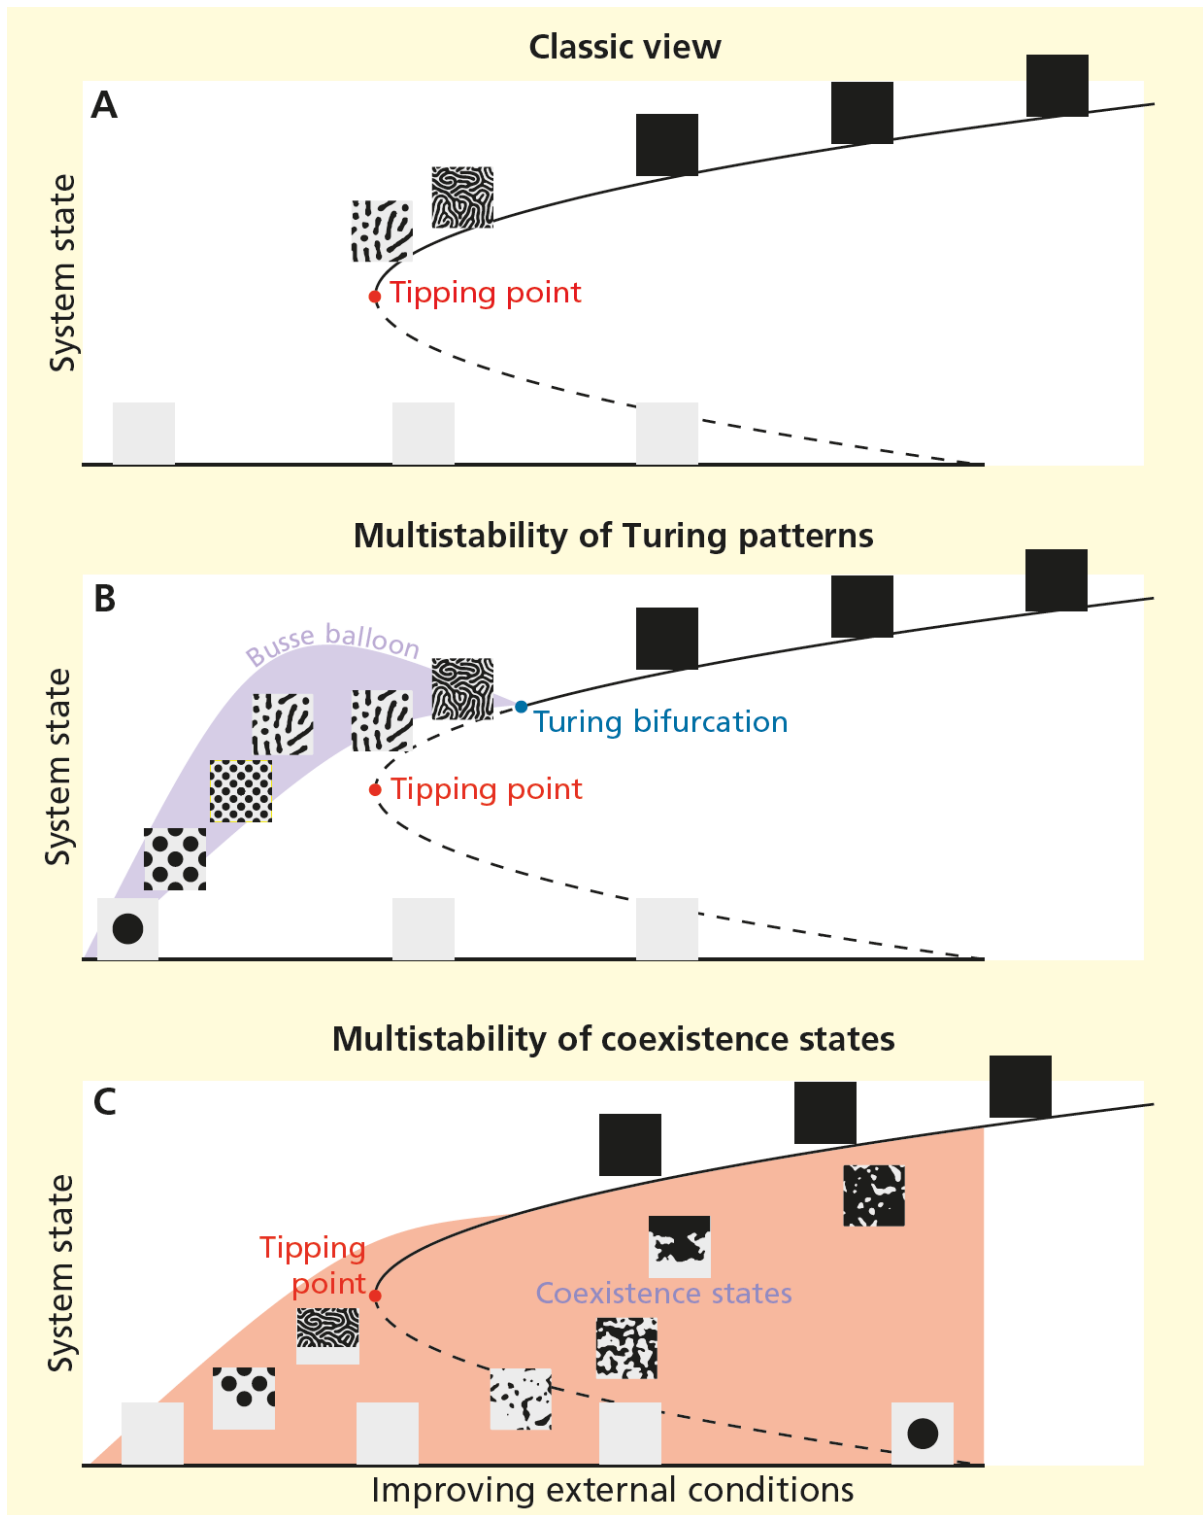 Classic view
A
System state
Tipping point
Multistability of Turing patterns
B
System state
Busse balloon
Turing bifurcation
Tipping point
Multistability of coexistence states
C
System state
Tipping
point
Coexistence states
Improving external conditions